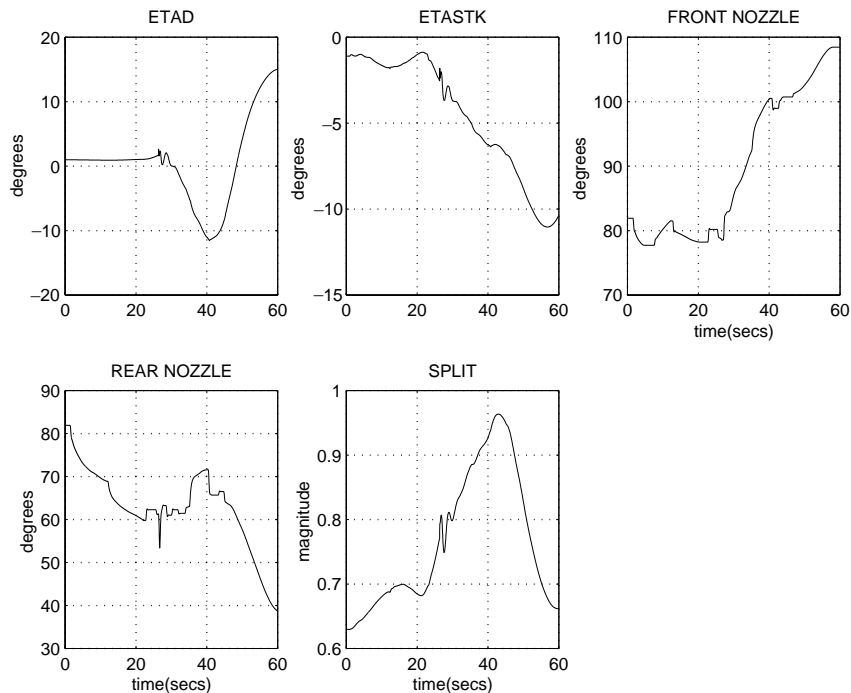 ETAD
20
10
0
−10
−20
degrees
0 20 40 60
ETASTK
0
−5
−10
−15
degrees
0 20 40 60
FRONT NOZZLE
110
100
90
80
70
degrees
0 20 40 60
time(secs)
REAR NOZZLE
90
80
70
60
50
40
30
degrees
0 20 40 60
time(secs)
SPLIT
1
0.9
0.8
0.7
0.6
magnitude
0 20 40 60
time(secs)